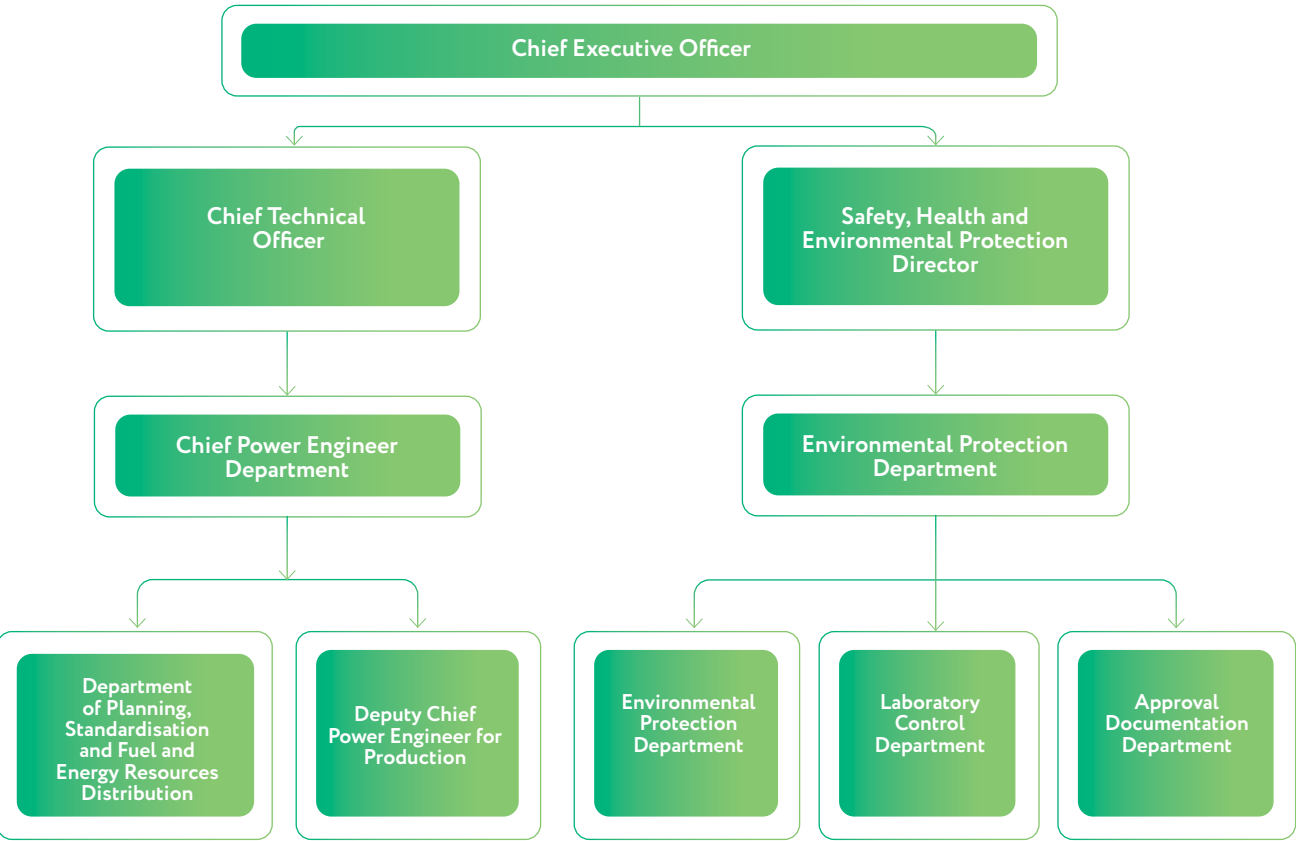 Chief Executive Officer
Chief Technical
Officer
Safety, Health and
Environmental Protection
Director
Chief Power Engineer
Department
Environmental Protection
Department
Department
of Planning,
Standardisation
and Fuel and
Energy Resources
Distribution
Deputy Chief
Power Engineer for
Production
Environmental
Protection
Department
Laboratory
Control
Department
Approval
Documentation
Department